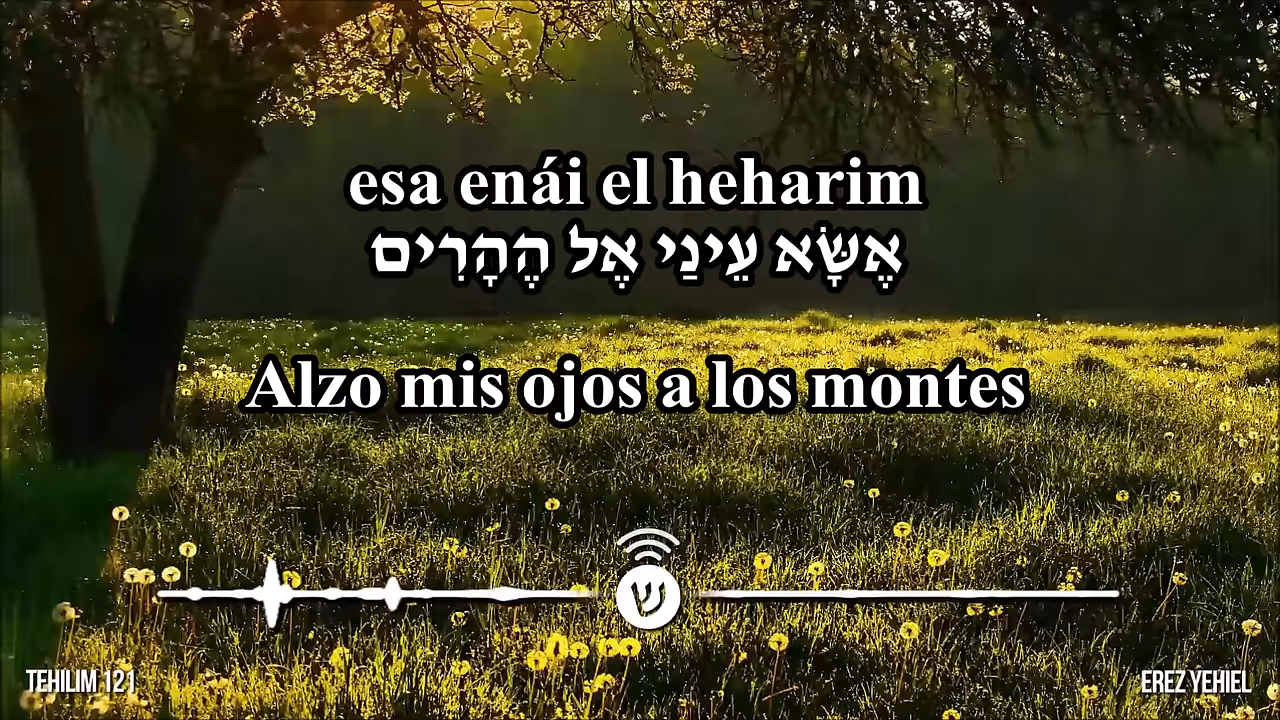 esa enái el heharim
אֶשָּׂא עֵינַי אֶל הֶהָרִים
Alzo mis ojos a los montes
ש
TEHILIM 121
EREZ YEHIEL